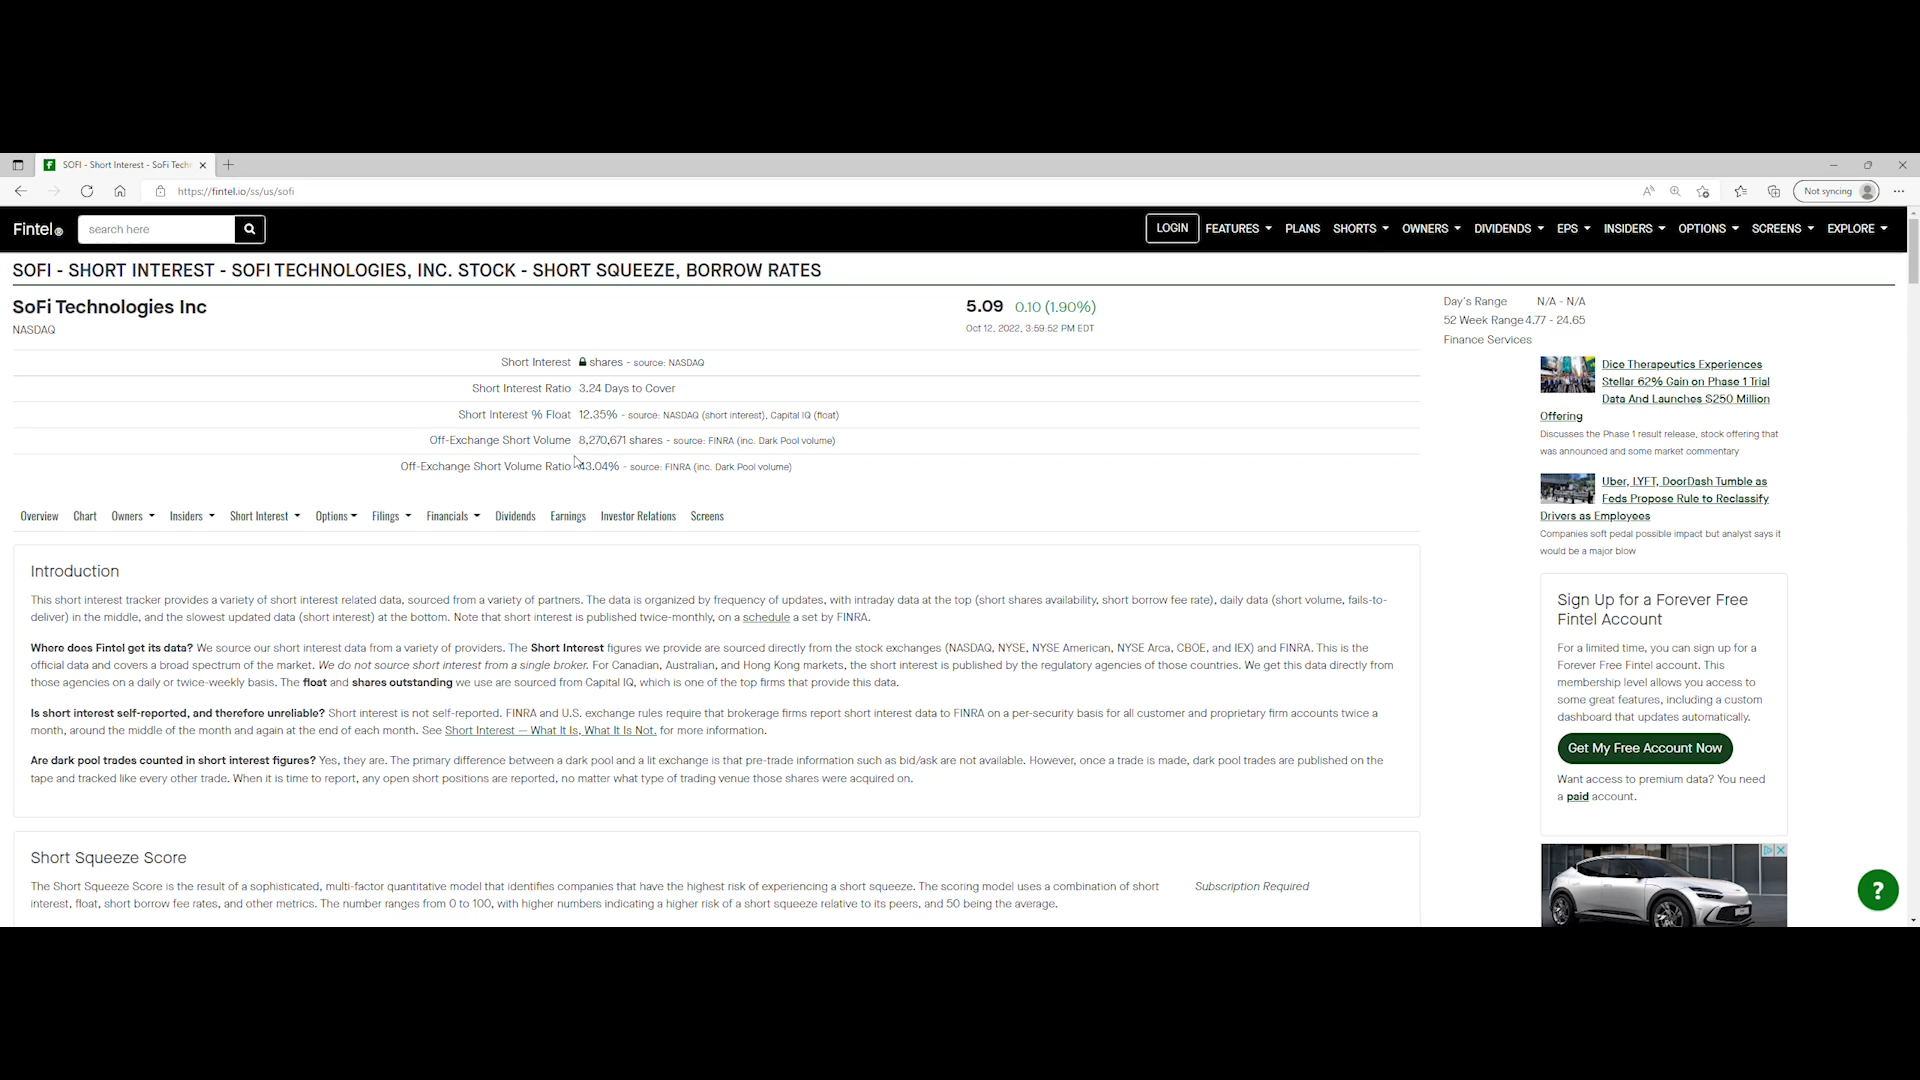 SOFI - Short Interest - SoFi Techn
https://fintel.io/ss/us/sofi
Not syncing
Fintel®
search here
LOGIN FEATURES PLANS SHORTS OWNERS DIVIDENDS EPS INSIDERS OPTIONS SCREENS EXPLORE
SOFI - SHORT INTEREST - SOFI TECHNOLOGIES, INC. STOCK - SHORT SQUEEZE, BORROW RATES
SoFi Technologies Inc
NASDAQ
5.09 0.10 (1.90%)
Oct 12, 2022, 3:59:52 PM EDT
Short Interest shares - source: NASDAQ
Short Interest Ratio 3.24 Days to Cover
Short Interest % Float 12.35% - source: NASDAQ (short interest), Capital IQ (float)
Off-Exchange Short Volume 8,270,671 shares - source: FINRA (inc. Dark Pool volume)
Off-Exchange Short Volume Ratio 43.04% - source: FINRA (inc. Dark Pool volume)
Overview Chart Owners Insiders Short Interest Options Filings Financials Dividends Earnings Investor Relations Screens
Introduction
This short interest tracker provides a variety of short interest related data, sourced from a variety of partners. The data is organized by frequency of updates, with intraday data at the top (short shares availability, short borrow fee rate), daily data (short volume, fails-to-
deliver) in the middle, and the slowest updated data (short interest) at the bottom. Note that short interest is published twice-monthly, on a schedule a set by FINRA.
Where does Fintel get its data? We source our short interest data from a variety of providers. The Short Interest figures we provide are sourced directly from the stock exchanges (NASDAQ, NYSE, NYSE American, NYSE Arca, CBOE, and IEX) and FINRA. This is the
official data and covers a broad spectrum of the market. We do not source short interest from a single broker. For Canadian, Australian, and Hong Kong markets, the short interest is published by the regulatory agencies of those countries. We get this data directly from
those agencies on a daily or twice-weekly basis. The float and shares outstanding we use are sourced from Capital IQ, which is one of the top firms that provide this data.
Is short interest self-reported, and therefore unreliable? Short interest is not self-reported. FINRA and U.S. exchange rules require that brokerage firms report short interest data to FINRA on a per-security basis for all customer and proprietary firm accounts twice a
month, around the middle of the month and again at the end of each month. See Short Interest — What It Is, What It Is Not. for more information.
Are dark pool trades counted in short interest figures? Yes, they are. The primary difference between a dark pool and a lit exchange is that pre-trade information such as bid/ask are not available. However, once a trade is made, dark pool trades are published on the
tape and tracked like every other trade. When it is time to report, any open short positions are reported, no matter what type of trading venue those shares were acquired on.
Short Squeeze Score
The Short Squeeze Score is the result of a sophisticated, multi-factor quantitative model that identifies companies that have the highest risk of experiencing a short squeeze. The scoring model uses a combination of short
interest, float, short borrow fee rates, and other metrics. The number ranges from 0 to 100, with higher numbers indicating a higher risk of a short squeeze relative to its peers, and 50 being the average.
Subscription Required
Day's Range N/A - N/A
52 Week Range 4.77 - 24.65
Finance Services
Dice Therapeutics Experiences
Stellar 62% Gain on Phase 1 Trial
Data And Launches $250 Million
Offering
Discusses the Phase 1 result release, stock offering that
was announced and some market commentary
Uber, LYFT, DoorDash Tumble as
Feds Propose Rule to Reclassify
Drivers as Employees
Companies soft pedal possible impact but analyst says it
would be a major blow
Sign Up for a Forever Free
Fintel Account
For a limited time, you can sign up for a
Forever Free Fintel account. This
membership level allows you access to
some great features, including a custom
dashboard that updates automatically.
Get My Free Account Now
Want access to premium data? You need
a paid account.
?